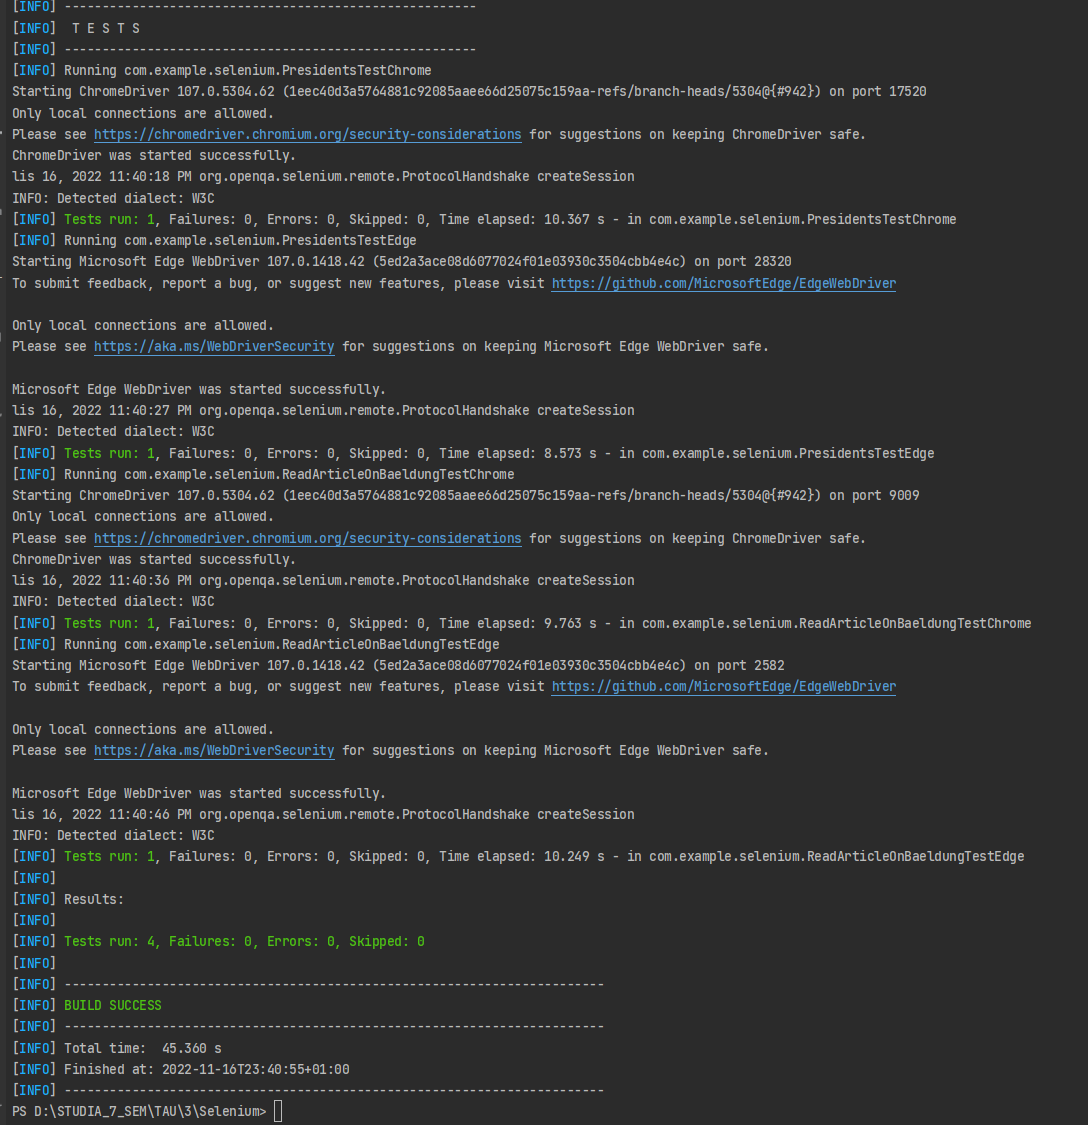 [INFO] -------------------------------------------------------
[INFO]  T E S T S
[INFO] -------------------------------------------------------
[INFO] Running com.example.selenium.PresidentsTestChrome
Starting ChromeDriver 107.0.5304.62 (1eec40d3a5764881c92085aaee66d25075c159aa-refs/branch-heads/5304@{#942}) on port 17520
Only local connections are allowed.
Please see https://chromedriver.chromium.org/security-considerations for suggestions on keeping ChromeDriver safe.
ChromeDriver was started successfully.
lis 16, 2022 11:40:18 PM org.openqa.selenium.remote.ProtocolHandshake createSession
INFO: Detected dialect: W3C
[INFO] Tests run: 1, Failures: 0, Errors: 0, Skipped: 0, Time elapsed: 10.367 s - in com.example.selenium.PresidentsTestChrome
[INFO] Running com.example.selenium.PresidentsTestEdge
Starting Microsoft Edge WebDriver 107.0.1418.42 (5ed2a3ace08d6077024f01e03930c3504cbb4e4c) on port 28320
To submit feedback, report a bug, or suggest new features, please visit https://github.com/MicrosoftEdge/EdgeWebDriver
Only local connections are allowed.
Please see https://aka.ms/WebDriverSecurity for suggestions on keeping Microsoft Edge WebDriver safe.
Microsoft Edge WebDriver was started successfully.
lis 16, 2022 11:40:27 PM org.openqa.selenium.remote.ProtocolHandshake createSession
INFO: Detected dialect: W3C
[INFO] Tests run: 1, Failures: 0, Errors: 0, Skipped: 0, Time elapsed: 8.573 s - in com.example.selenium.PresidentsTestEdge
[INFO] Running com.example.selenium.ReadArticleOnBaeldungTestChrome
Starting ChromeDriver 107.0.5304.62 (1eec40d3a5764881c92085aaee66d25075c159aa-refs/branch-heads/5304@{#942}) on port 9009
Only local connections are allowed.
Please see https://chromedriver.chromium.org/security-considerations for suggestions on keeping ChromeDriver safe.
ChromeDriver was started successfully.
lis 16, 2022 11:40:36 PM org.openqa.selenium.remote.ProtocolHandshake createSession
INFO: Detected dialect: W3C
[INFO] Tests run: 1, Failures: 0, Errors: 0, Skipped: 0, Time elapsed: 9.763 s - in com.example.selenium.ReadArticleOnBaeldungTestChrome
[INFO] Running com.example.selenium.ReadArticleOnBaeldungTestEdge
Starting Microsoft Edge WebDriver 107.0.1418.42 (5ed2a3ace08d6077024f01e03930c3504cbb4e4c) on port 2582
To submit feedback, report a bug, or suggest new features, please visit https://github.com/MicrosoftEdge/EdgeWebDriver
Only local connections are allowed.
Please see https://aka.ms/WebDriverSecurity for suggestions on keeping Microsoft Edge WebDriver safe.
Microsoft Edge WebDriver was started successfully.
lis 16, 2022 11:40:46 PM org.openqa.selenium.remote.ProtocolHandshake createSession
INFO: Detected dialect: W3C
[INFO] Tests run: 1, Failures: 0, Errors: 0, Skipped: 0, Time elapsed: 10.249 s - in com.example.selenium.ReadArticleOnBaeldungTestEdge
[INFO]
[INFO] Results:
[INFO]
[INFO] Tests run: 4, Failures: 0, Errors: 0, Skipped: 0
[INFO]
[INFO] ------------------------------------------------------------------------
[INFO] BUILD SUCCESS
[INFO] ------------------------------------------------------------------------
[INFO] Total time:  45.360 s
[INFO] Finished at: 2022-11-16T23:40:55+01:00
[INFO] ------------------------------------------------------------------------
PS D:\STUDIA_7_SEM\TAU\3\Selenium>